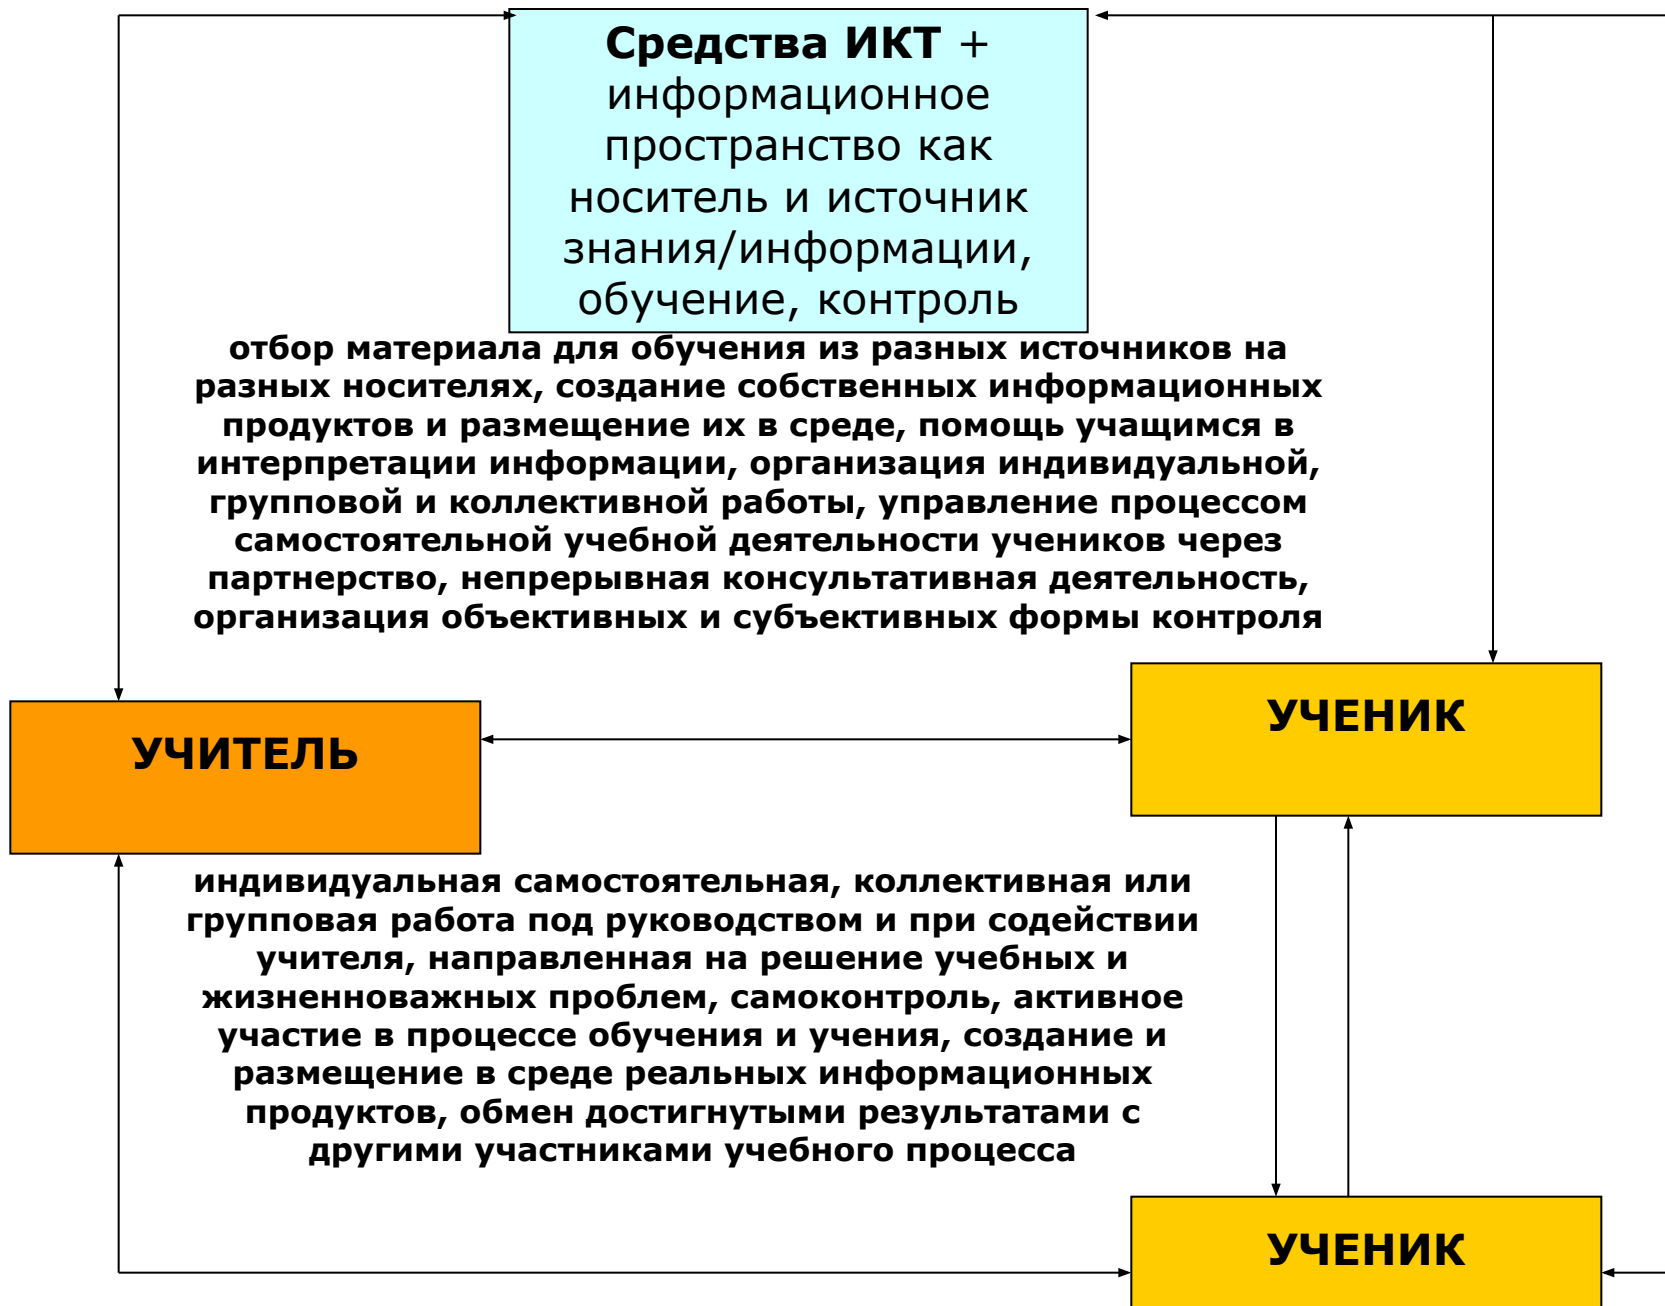 Средства ИКТ +
информационное
пространство как
носитель и источник
знания/информации,
обучение, контроль
отбор материала для обучения из разных источников на
разных носителях, создание собственных информационных
продуктов и размещение их в среде, помощь учащимся в
интерпретации информации, организация индивидуальной,
групповой и коллективной работы, управление процессом
самостоятельной учебной деятельности учеников через
партнерство, непрерывная консультативная деятельность,
организация объективных и субъективных формы контроля
УЧЕНИК
УЧИТЕЛЬ
индивидуальная самостоятельная, коллективная или
групповая работа под руководством и при содействии
учителя, направленная на решение учебных и
жизненноважных проблем, самоконтроль, активное
участие в процессе обучения и учения, создание и
размещение в среде реальных информационных
продуктов, обмен достигнутыми результатами с
другими участниками учебного процесса
УЧЕНИК